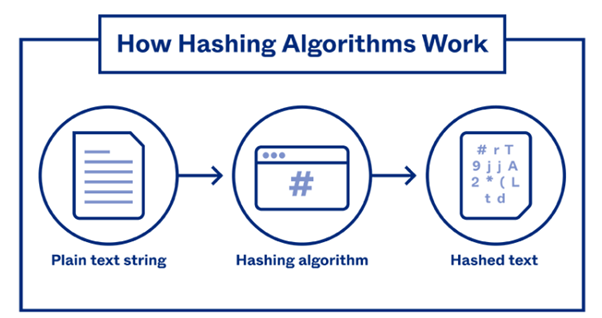 How Hashing Algorithms Work
#
# r T
9 j j A
2 * ( L
t d
Plain text string
Hashing algorithm
Hashed text